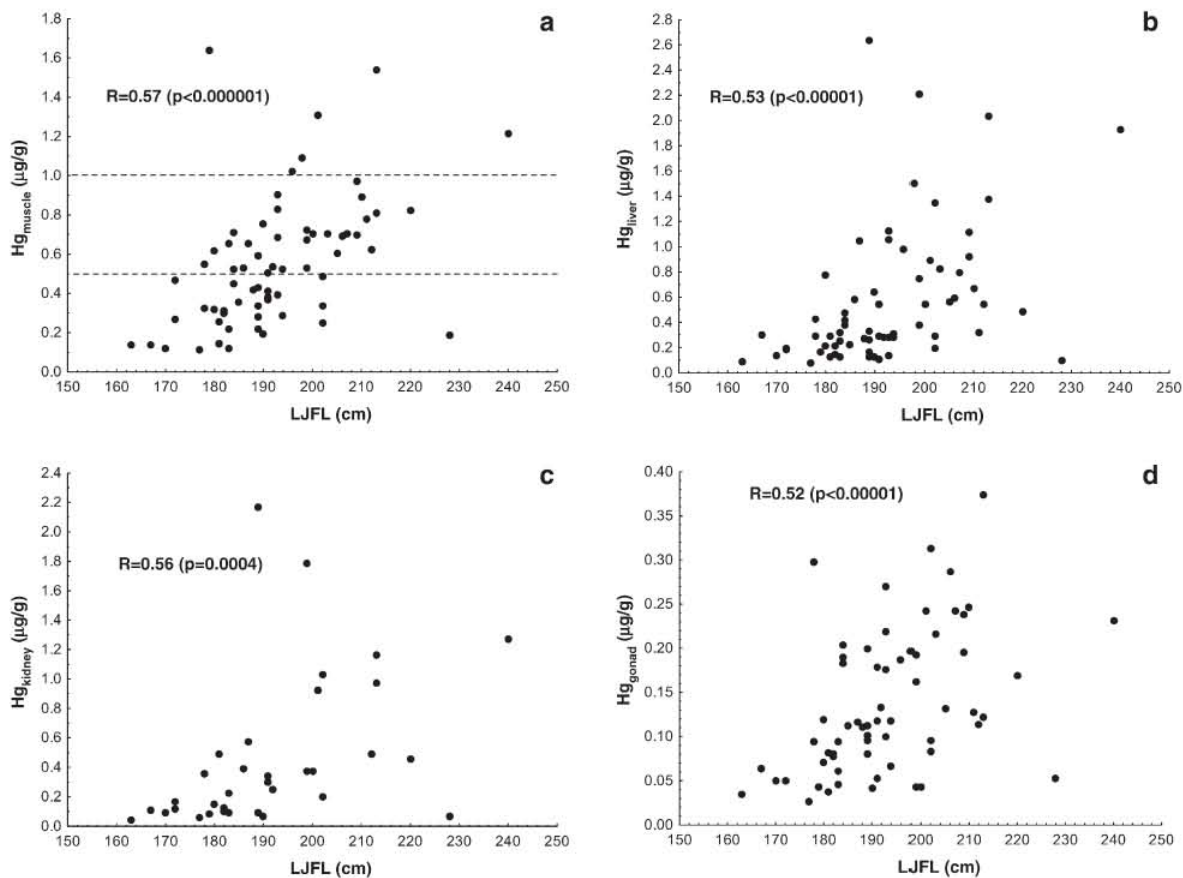 a
1.8
1.6
1.4
1.2
1.0
0.8
0.6
0.4
0.2
0.0
Hgmuscle (µg/g)
R=0.57 (p<0.000001)
150 160 170 180 190 200 210 220 230 240 250
LJFL (cm)
b
2.8
2.6
2.4
2.2
2.0
1.8
1.6
1.4
1.2
1.0
0.8
0.6
0.4
0.2
0.0
Hgliver (µg/g)
R=0.53 (p<0.00001)
150 160 170 180 190 200 210 220 230 240 250
LJFL (cm)
c
2.4
2.2
2.0
1.8
1.6
1.4
1.2
1.0
0.8
0.6
0.4
0.2
0.0
Hgkidney (µg/g)
R=0.56 (p=0.0004)
150 160 170 180 190 200 210 220 230 240 250
LJFL (cm)
d
0.40
0.35
0.30
0.25
0.20
0.15
0.10
0.05
0.00
Hggonad (µg/g)
R=0.52 (p<0.00001)
150 160 170 180 190 200 210 220 230 240 250
LJFL (cm)